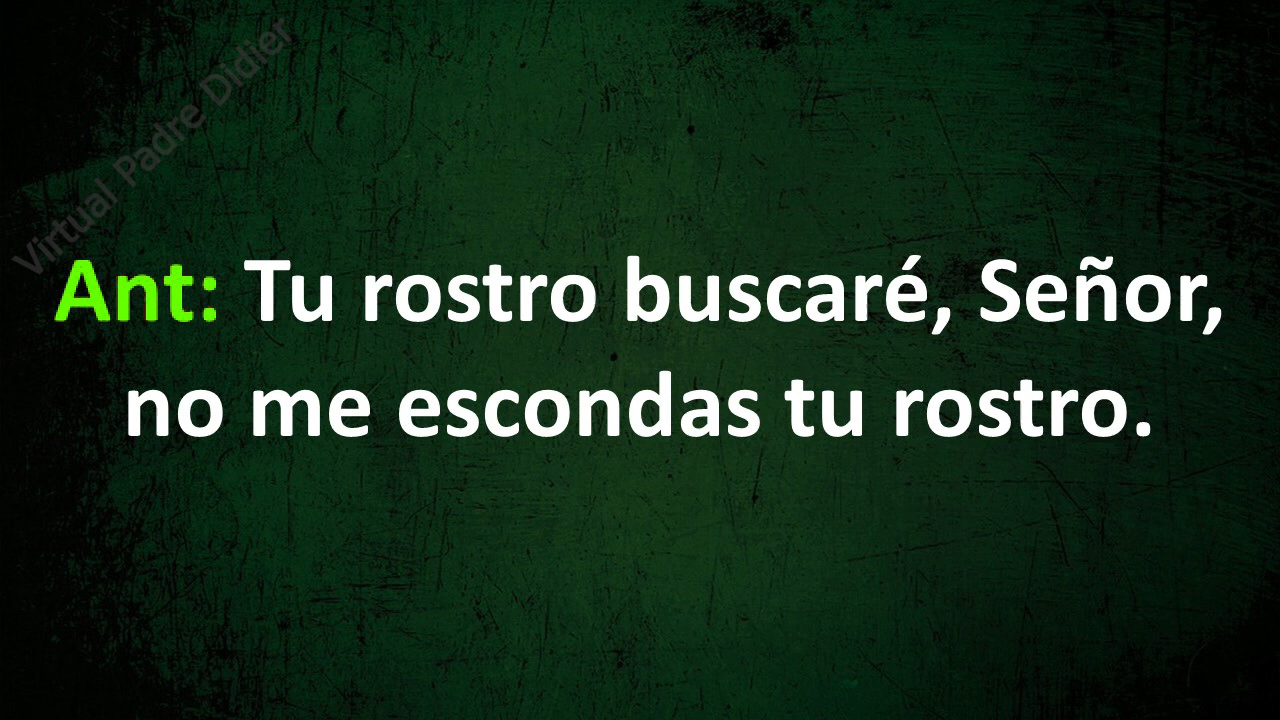 Virtual Padre Didier
Ant: Tu rostro buscaré, Señor,
no me escondas tu rostro.